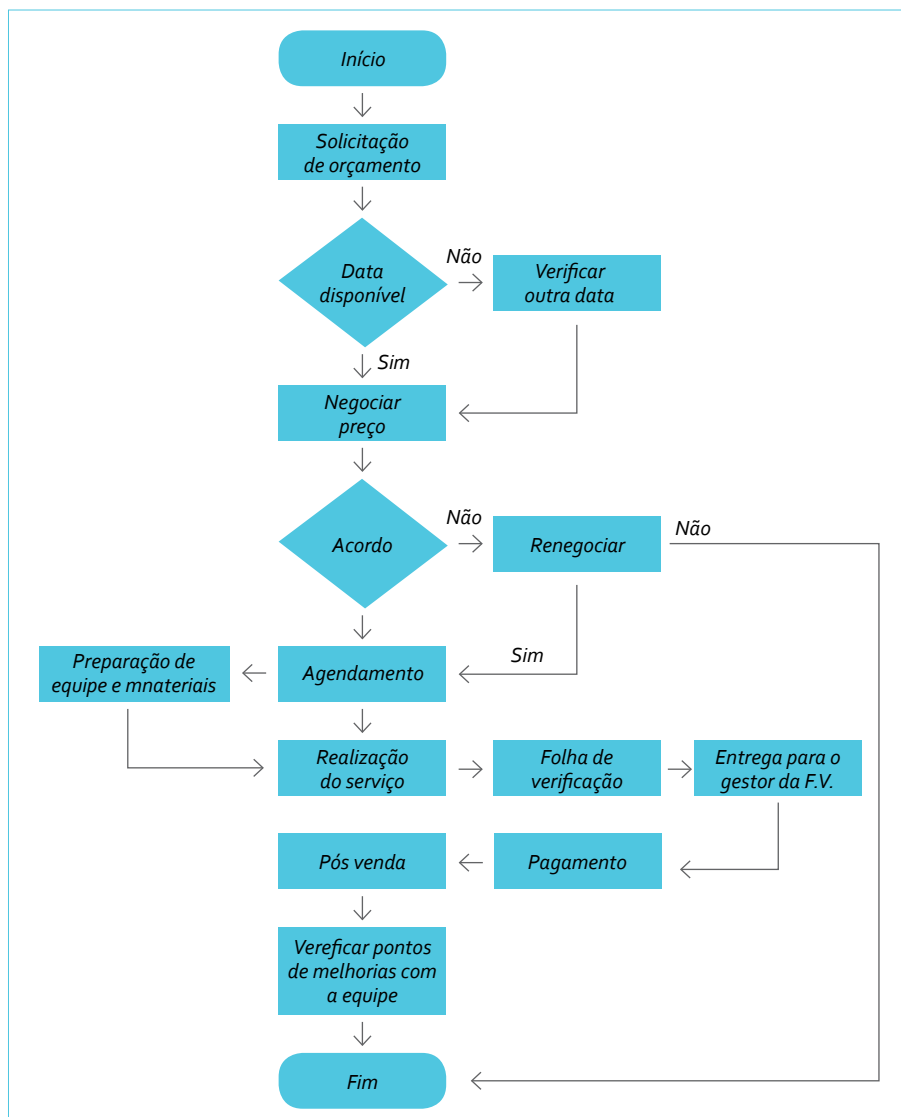 Início
Solicitação
de orçamento
Data
disponível
Não
Verificar
outra data
Sim
Negociar
preço
Acordo
Não
Renegociar
Não
Preparação de
equipe e mnateriais
Agendamento
Sim
Realização
do serviço
Folha de
verificação
Entrega para o
gestor da F.V.
Pós venda
Pagamento
Vereficar pontos
de melhorias com
a equipe
Fim